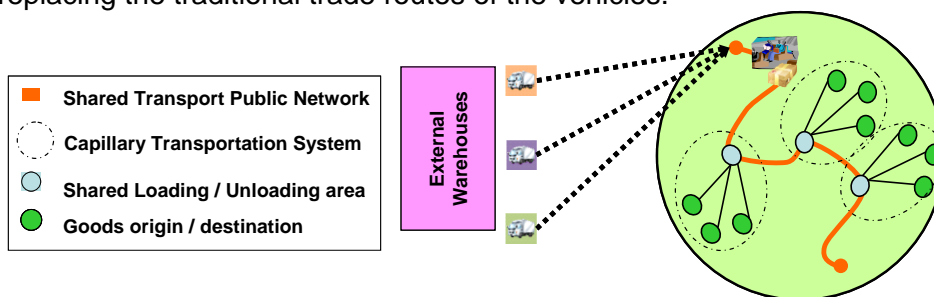 replacing the traditional trade routes of the vehicles.
Shared Transport Public Network
Capillary Transportation System
Shared Loading / Unloading area
Goods origin / destination
External
Warehouses